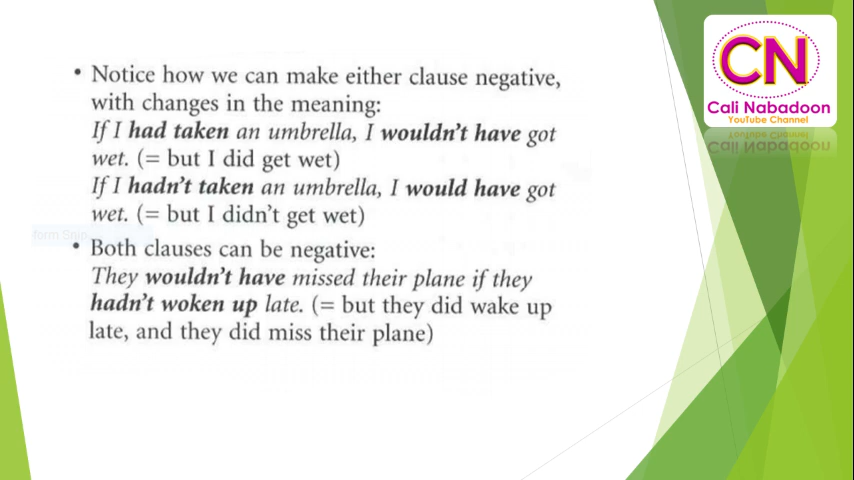 • Notice how we can make either clause negative,
with changes in the meaning:
If I had taken an umbrella, I wouldn't have got
wet. (= but I did get wet)
If I hadn't taken an umbrella, I would have got
wet. (= but I didn't get wet)
• Both clauses can be negative:
They wouldn't have missed their plane if they
hadn't woken up late. (= but they did wake up
late, and they did miss their plane)
CN
Cali Nabadoon
YouTube Channel